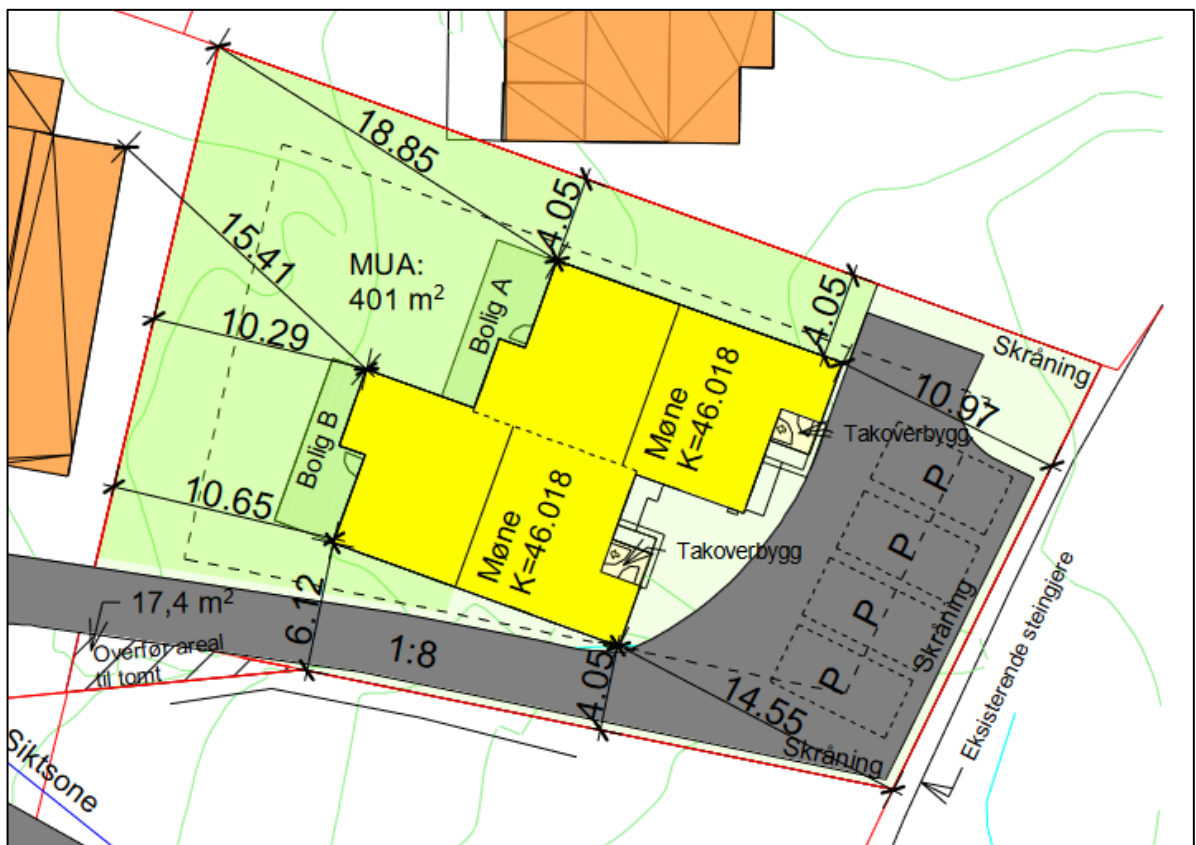 18.85
4.05
15.41
MUA:
401 m²
Bolig A
4.05
10.29
Skråning
Møne
K=46.018
10.97
Takoverbygg
Bolig B
P
10.65
Møne
K=46.018
P
Takoverbygg
17,4 m²
6.12
P
Skråning
Overfør areal
til tomt
1:8
P
4.05
14.55
Eksisterende steingjere
Skråning
Siktsone